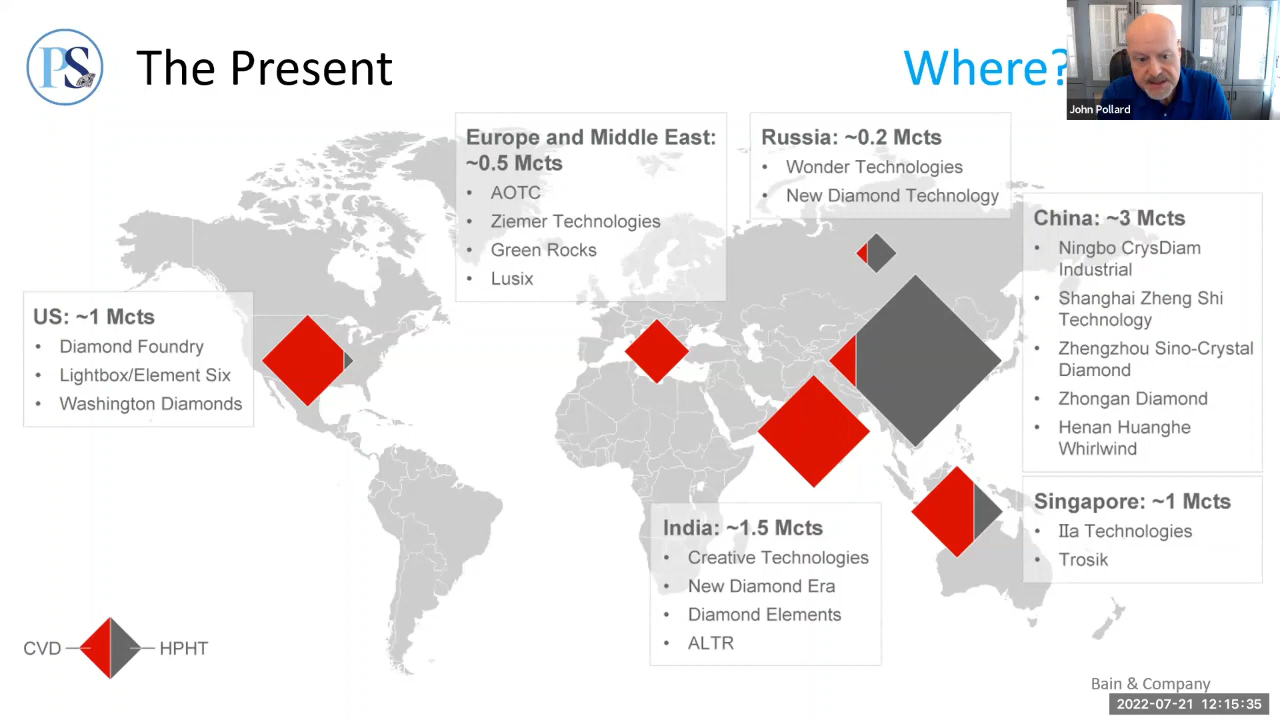 PS
The Present
Where?
John Pollard
Europe and Middle East:
~0.5 Mcts
• AOTC
• Ziemer Technologies
• Green Rocks
• Lusix
Russia: ~0.2 Mcts
• Wonder Technologies
• New Diamond Technology
China: ~3 Mcts
• Ningbo CrysDiam
Industrial
• Shanghai Zheng Shi
Technology
• Zhengzhou Sino-Crystal
Diamond
• Zhongan Diamond
• Henan Huanghe
Whirlwind
US: ~1 Mcts
• Diamond Foundry
• Lightbox/Element Six
• Washington Diamonds
Singapore: ~1 Mcts
• IIa Technologies
• Trosik
India: ~1.5 Mcts
• Creative Technologies
• New Diamond Era
• Diamond Elements
• ALTR
CVD
HPHT
Bain & Company
2022-07-21 12:15:35